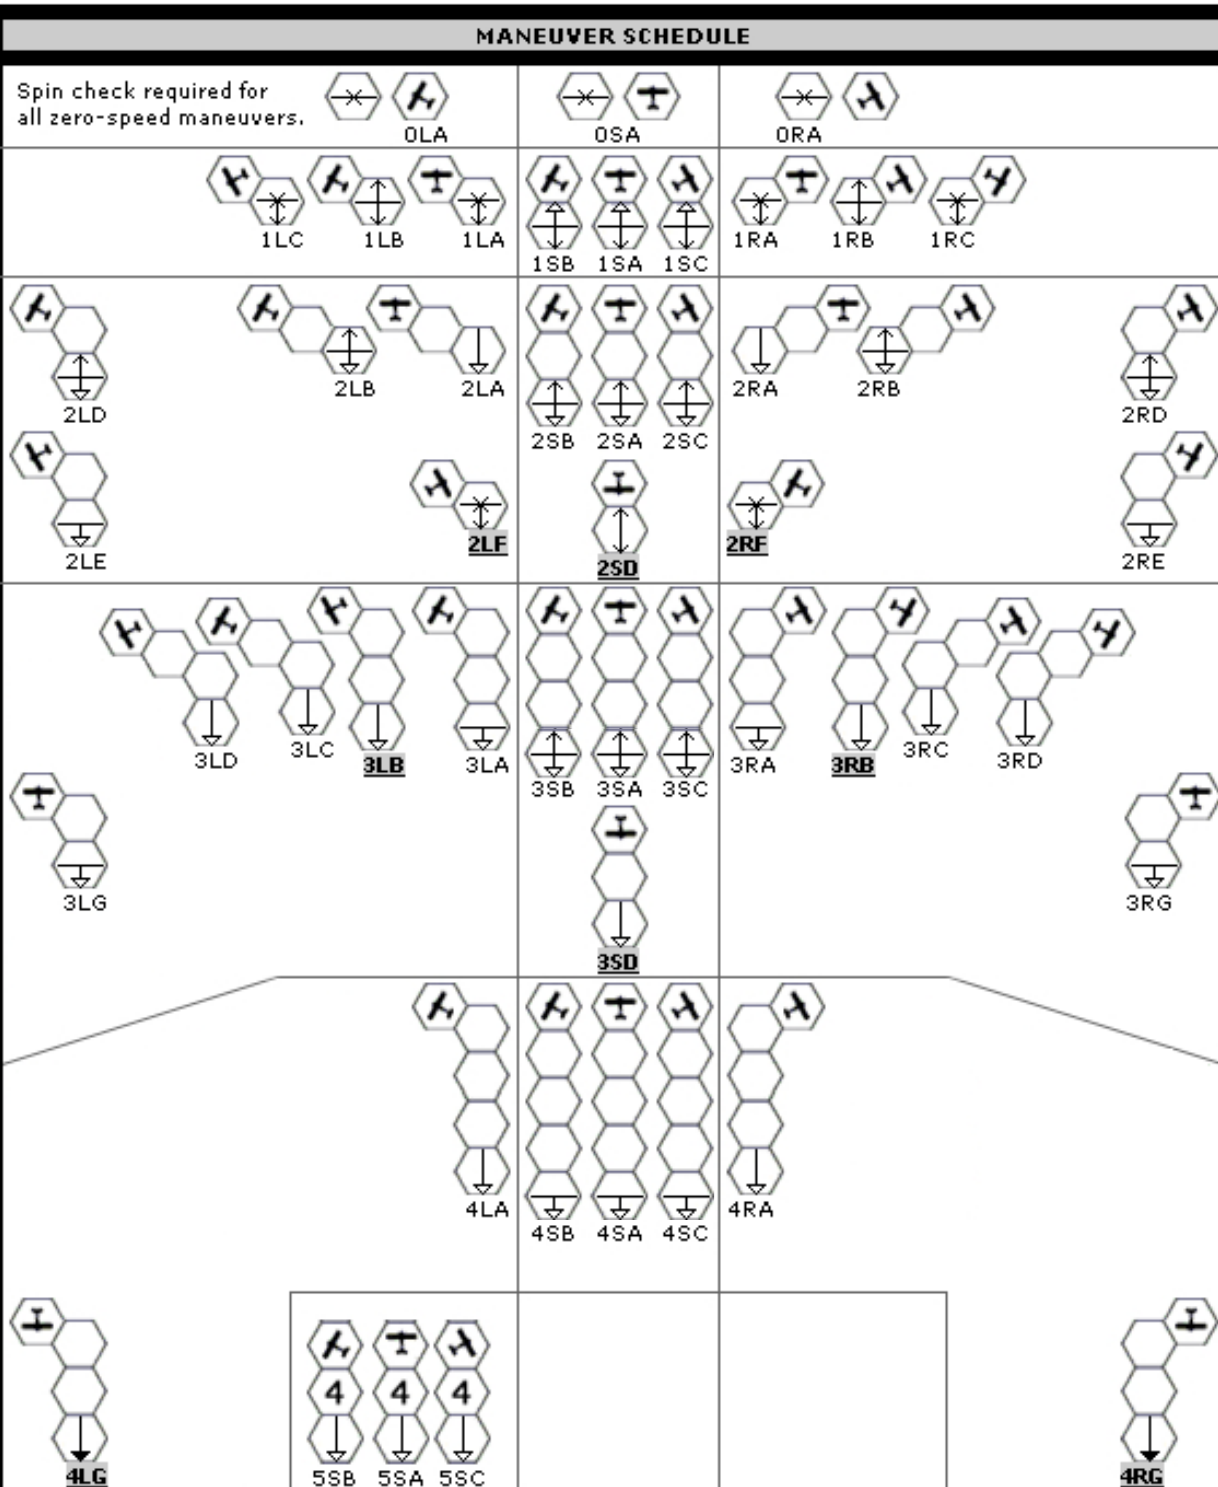 MANEUVER SCHEDULE
Spin check required for
all zero-speed maneuvers.
0LA
0SA
0RA
1LC 1LB 1LA
1SB 1SA 1SC
1RA 1RB 1RC
2LD
2LB 2LA
2SB 2SA 2SC
2RA 2RB
2RD
2LE
2LF
2SD
2RF
2RE
3LD 3LC 3LB 3LA
3SB 3SA 3SC
3RA 3RB 3RC 3RD
3LG
3SD
3RG
4LA
4SB 4SA 4SC
4RA
4 4 4
4LG
5SB 5SA 5SC
4RG